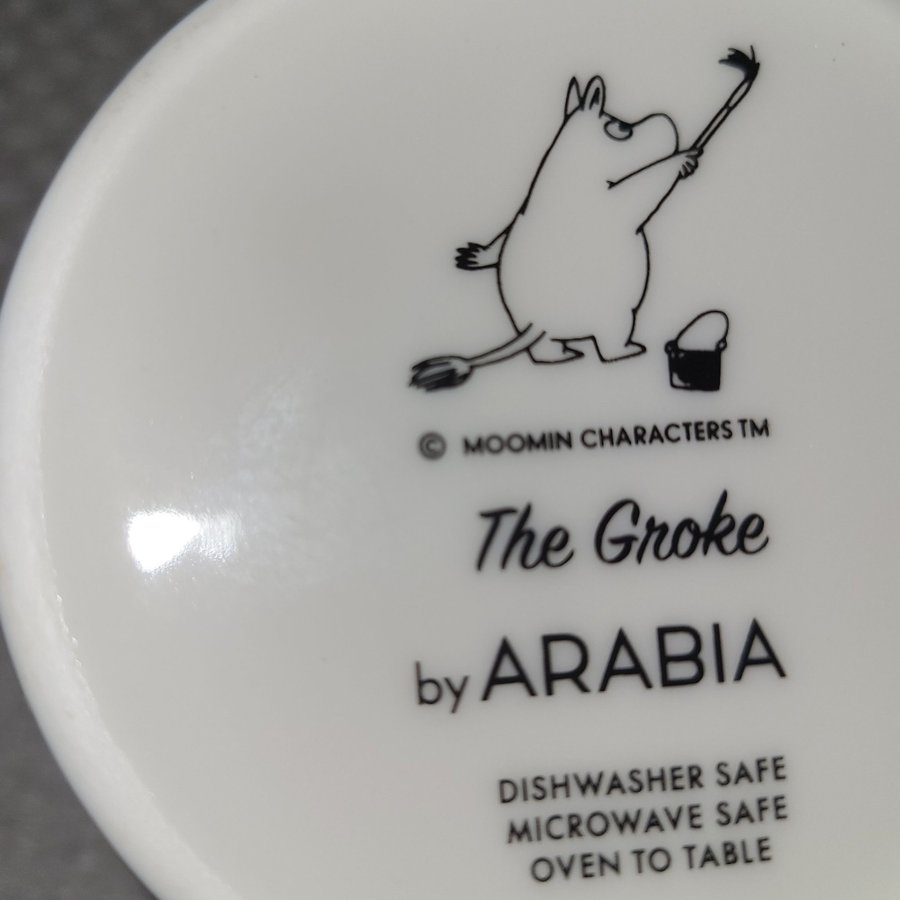 © MOOMIN CHARACTERS TM
The Groke
by ARABIA
DISHWASHER SAFE
MICROWAVE SAFE
OVEN TO TABLE